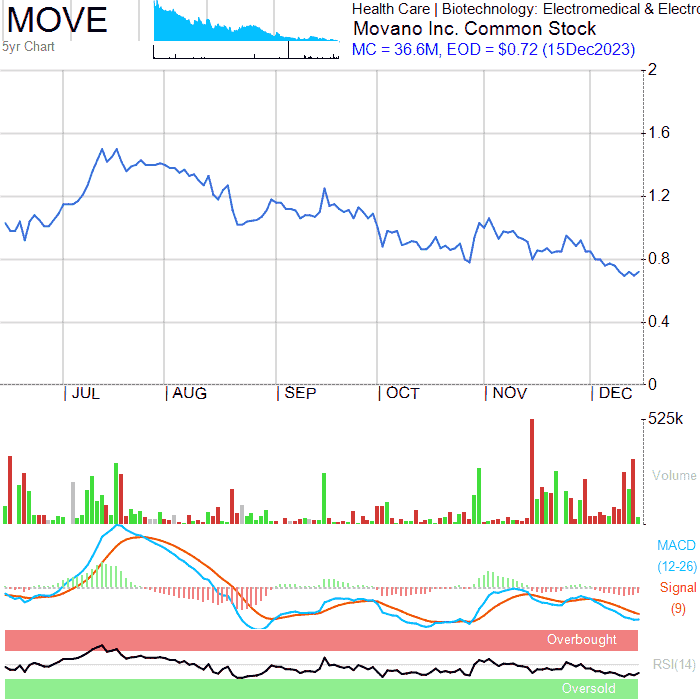 MOVE
5yr Chart
Health Care | Biotechnology: Electromedical & Electro
Movano Inc. Common Stock
MC = 36.6M, EOD = $0.72 (15Dec2023)
2
1.6
1.2
0.8
0.4
0
JUL AUG SEP OCT NOV DEC
525k
Volume
MACD
(12-26)
Signal
(9)
Overbought
RSI(14)
Oversold